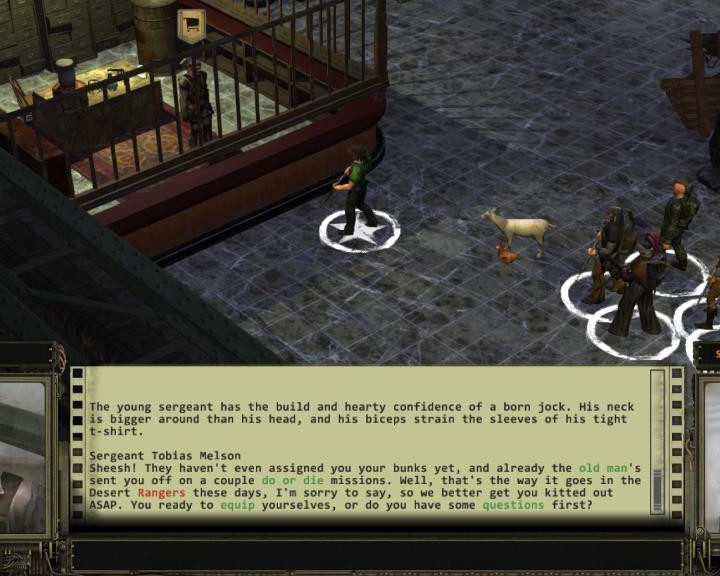 The young sergeant has the build and hearty confidence of a born jock. His neck
is bigger around than his head, and his biceps strain the sleeves of his tight
t-shirt.
Sergeant Tobias Melson
Sheesh! They haven't even assigned you your bunks yet, and already the old man's
sent you off on a couple do or die missions. Well, that's the way it goes in the
Desert Rangers these days, I'm sorry to say, so we better get you kitted out
ASAP. You ready to equip yourselves, or do you have some questions first?